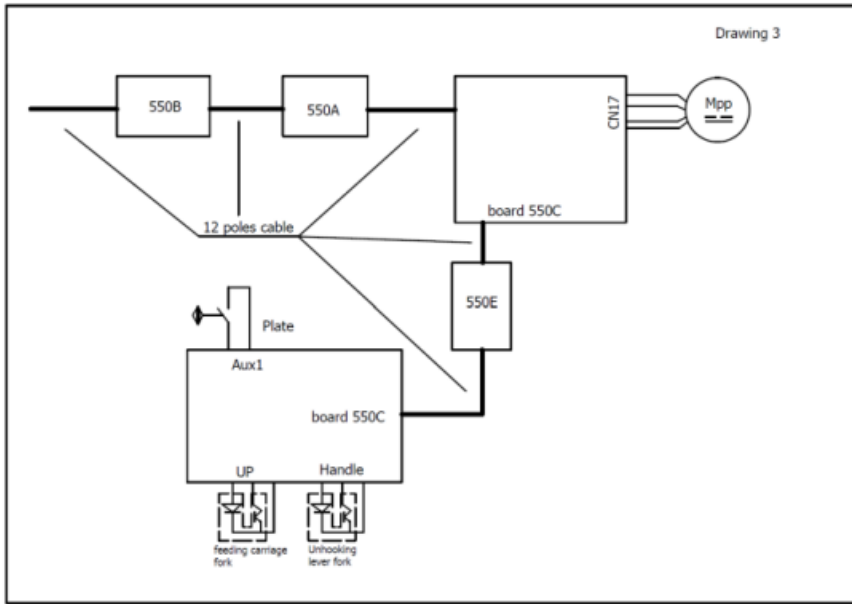 Drawing 3
550B
550A
CN17
Mpp
board 550C
12 poles cable
550E
Plate
Aux1
board 550C
UP
Handle
feeding carriage
fork
Unhooking
lever fork